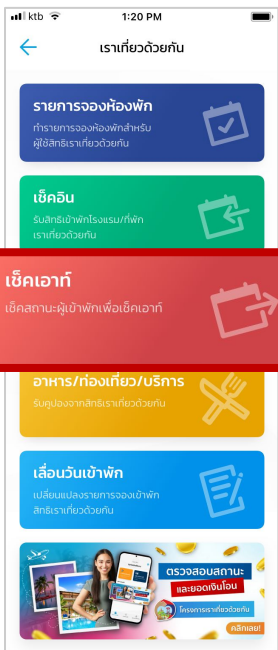 ktb
1:20 PM
เราเที่ยวด้วยกัน
รายการจองห้องพัก
ทำรายการจองห้องพักสำหรับ
ผู้ใช้สิทธิเราเที่ยวด้วยกัน
เช็คอิน
รับสิทธิเข้าพักโรงแรม/ที่พัก
เราเที่ยวด้วยกัน
เช็คเอาท์
เช็คสถานะผู้เข้าพักเพื่อเช็คเอาท์
อาหาร/ท่องเที่ยว/บริการ
รับคูปองจากสิทธิเราเที่ยวด้วยกัน
เลื่อนวันเข้าพัก
เปลี่ยนแปลงรายการจองเข้าพัก
สิทธิเราเที่ยวด้วยกัน
ตรวจสอบสถานะ
และยอดเงินโอน
โครงการเราเที่ยวด้วยกัน
คลิกเลย!